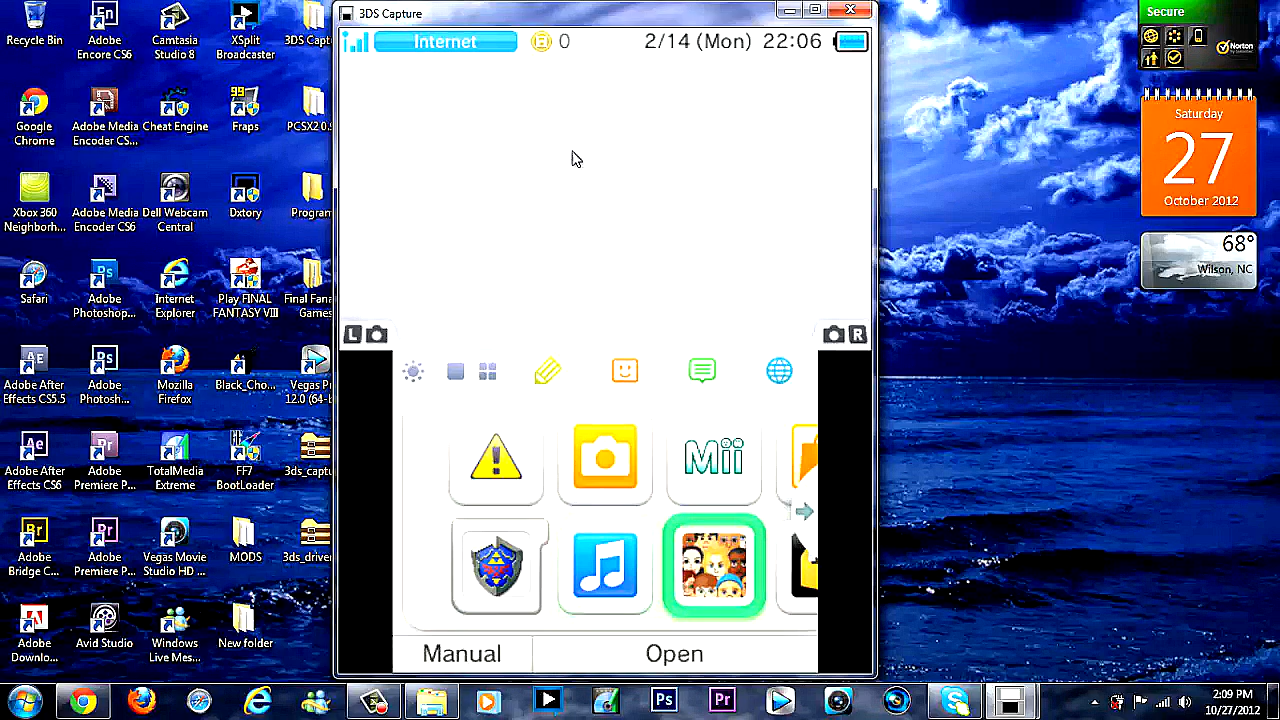 3DS Capture
Internet
0
2/14 (Mon) 22:06
L
R
Mii
Manual
Open
Recycle Bin
Adobe
Encore CS6
Camtasia
Studio 8
XSplit
Broadcaster
3DS Capt
Google
Chrome
Adobe Media
Encoder CS...
Cheat Engine
99
Fraps
PCSX2.0.
Xbox 360
Neighborh...
Adobe Media
Encoder CS6
Dell Webcam
Central
Dxtory
Program
Safari
Adobe
Photoshop...
Internet
Explorer
Play FINAL
FANTASY VIII
Final Fan
Games
Adobe After
Effects CS5.5
Adobe
Photosh...
Mozilla
Firefox
Black_Cho...
Vegas P
12.0 (64-b
Adobe After
Effects CS6
Adobe
Premiere P...
TotalMedia
Extreme
FF7
BootLoader
3ds_captu
Adobe
Bridge C...
Adobe
Premiere P...
Vegas Movie
Studio HD ...
MODS
3ds_drive
Adobe
Downlo...
Avid Studio
Windows
Live Mes...
New folder
Secure
Norton
Saturday
27
October 2012
68°
Wilson, NC
Ps
Pr
2:09 PM
10/27/2012